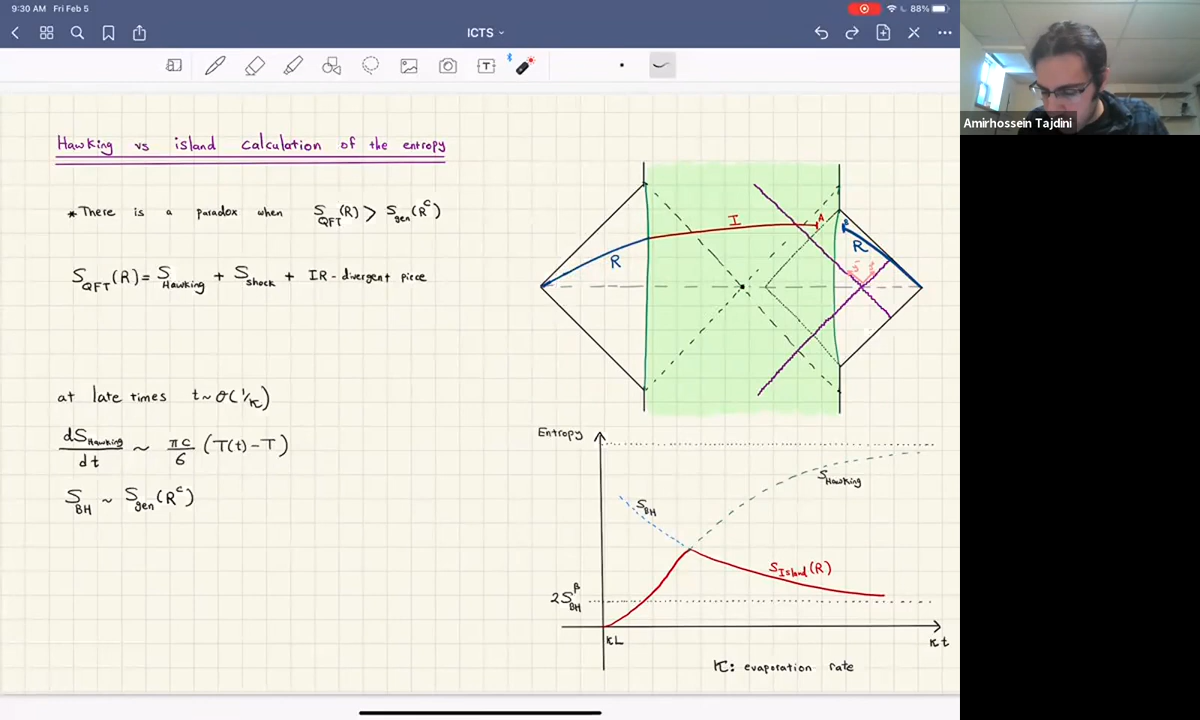 9:30 AM Fri Feb 5
88%
ICTS
Amirhossein Tajdini
Hawking vs island calculation of the entropy
* There is a paradox when S_QFT(R) > S_gen(R^c)
S_QFT(R) = S_Hawking + S_shock + IR-divergent piece
at late times t ~ O(1/κ)
dS_Hawking/dt ~ πc/6 (T(t) - T)
S_BH ~ S_gen(R^c)
I
A
R
R
Entropy
S_Hawking
S_BH
S_Island(R)
2S_BH^β
κL
κt
κ: evaporation rate